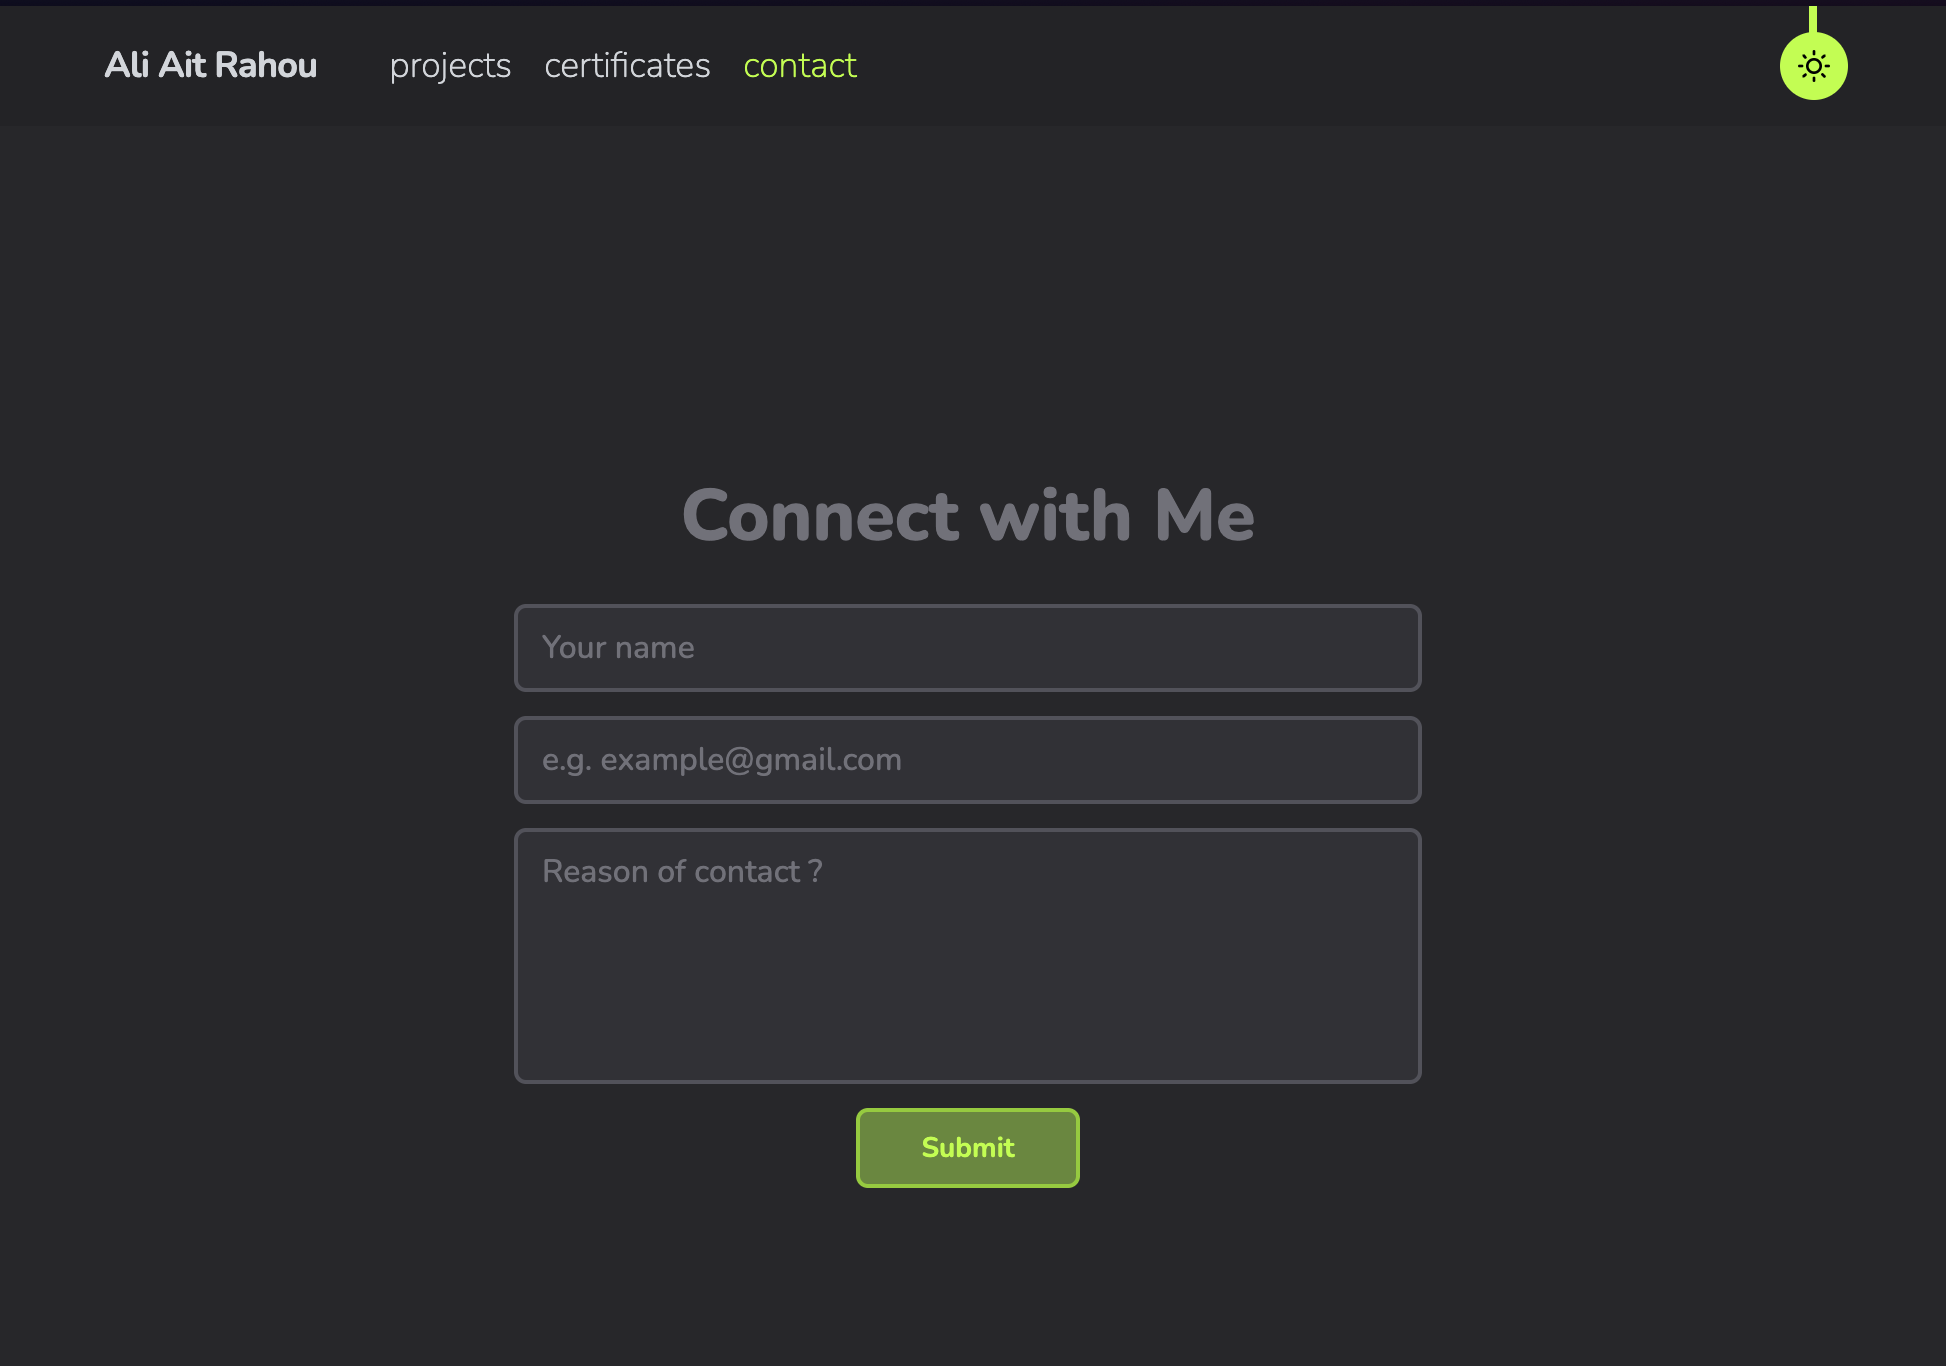 Ali Ait Rahou projects certificates contact
Connect with Me
Your name
e.g. example@gmail.com
Reason of contact ?
Submit